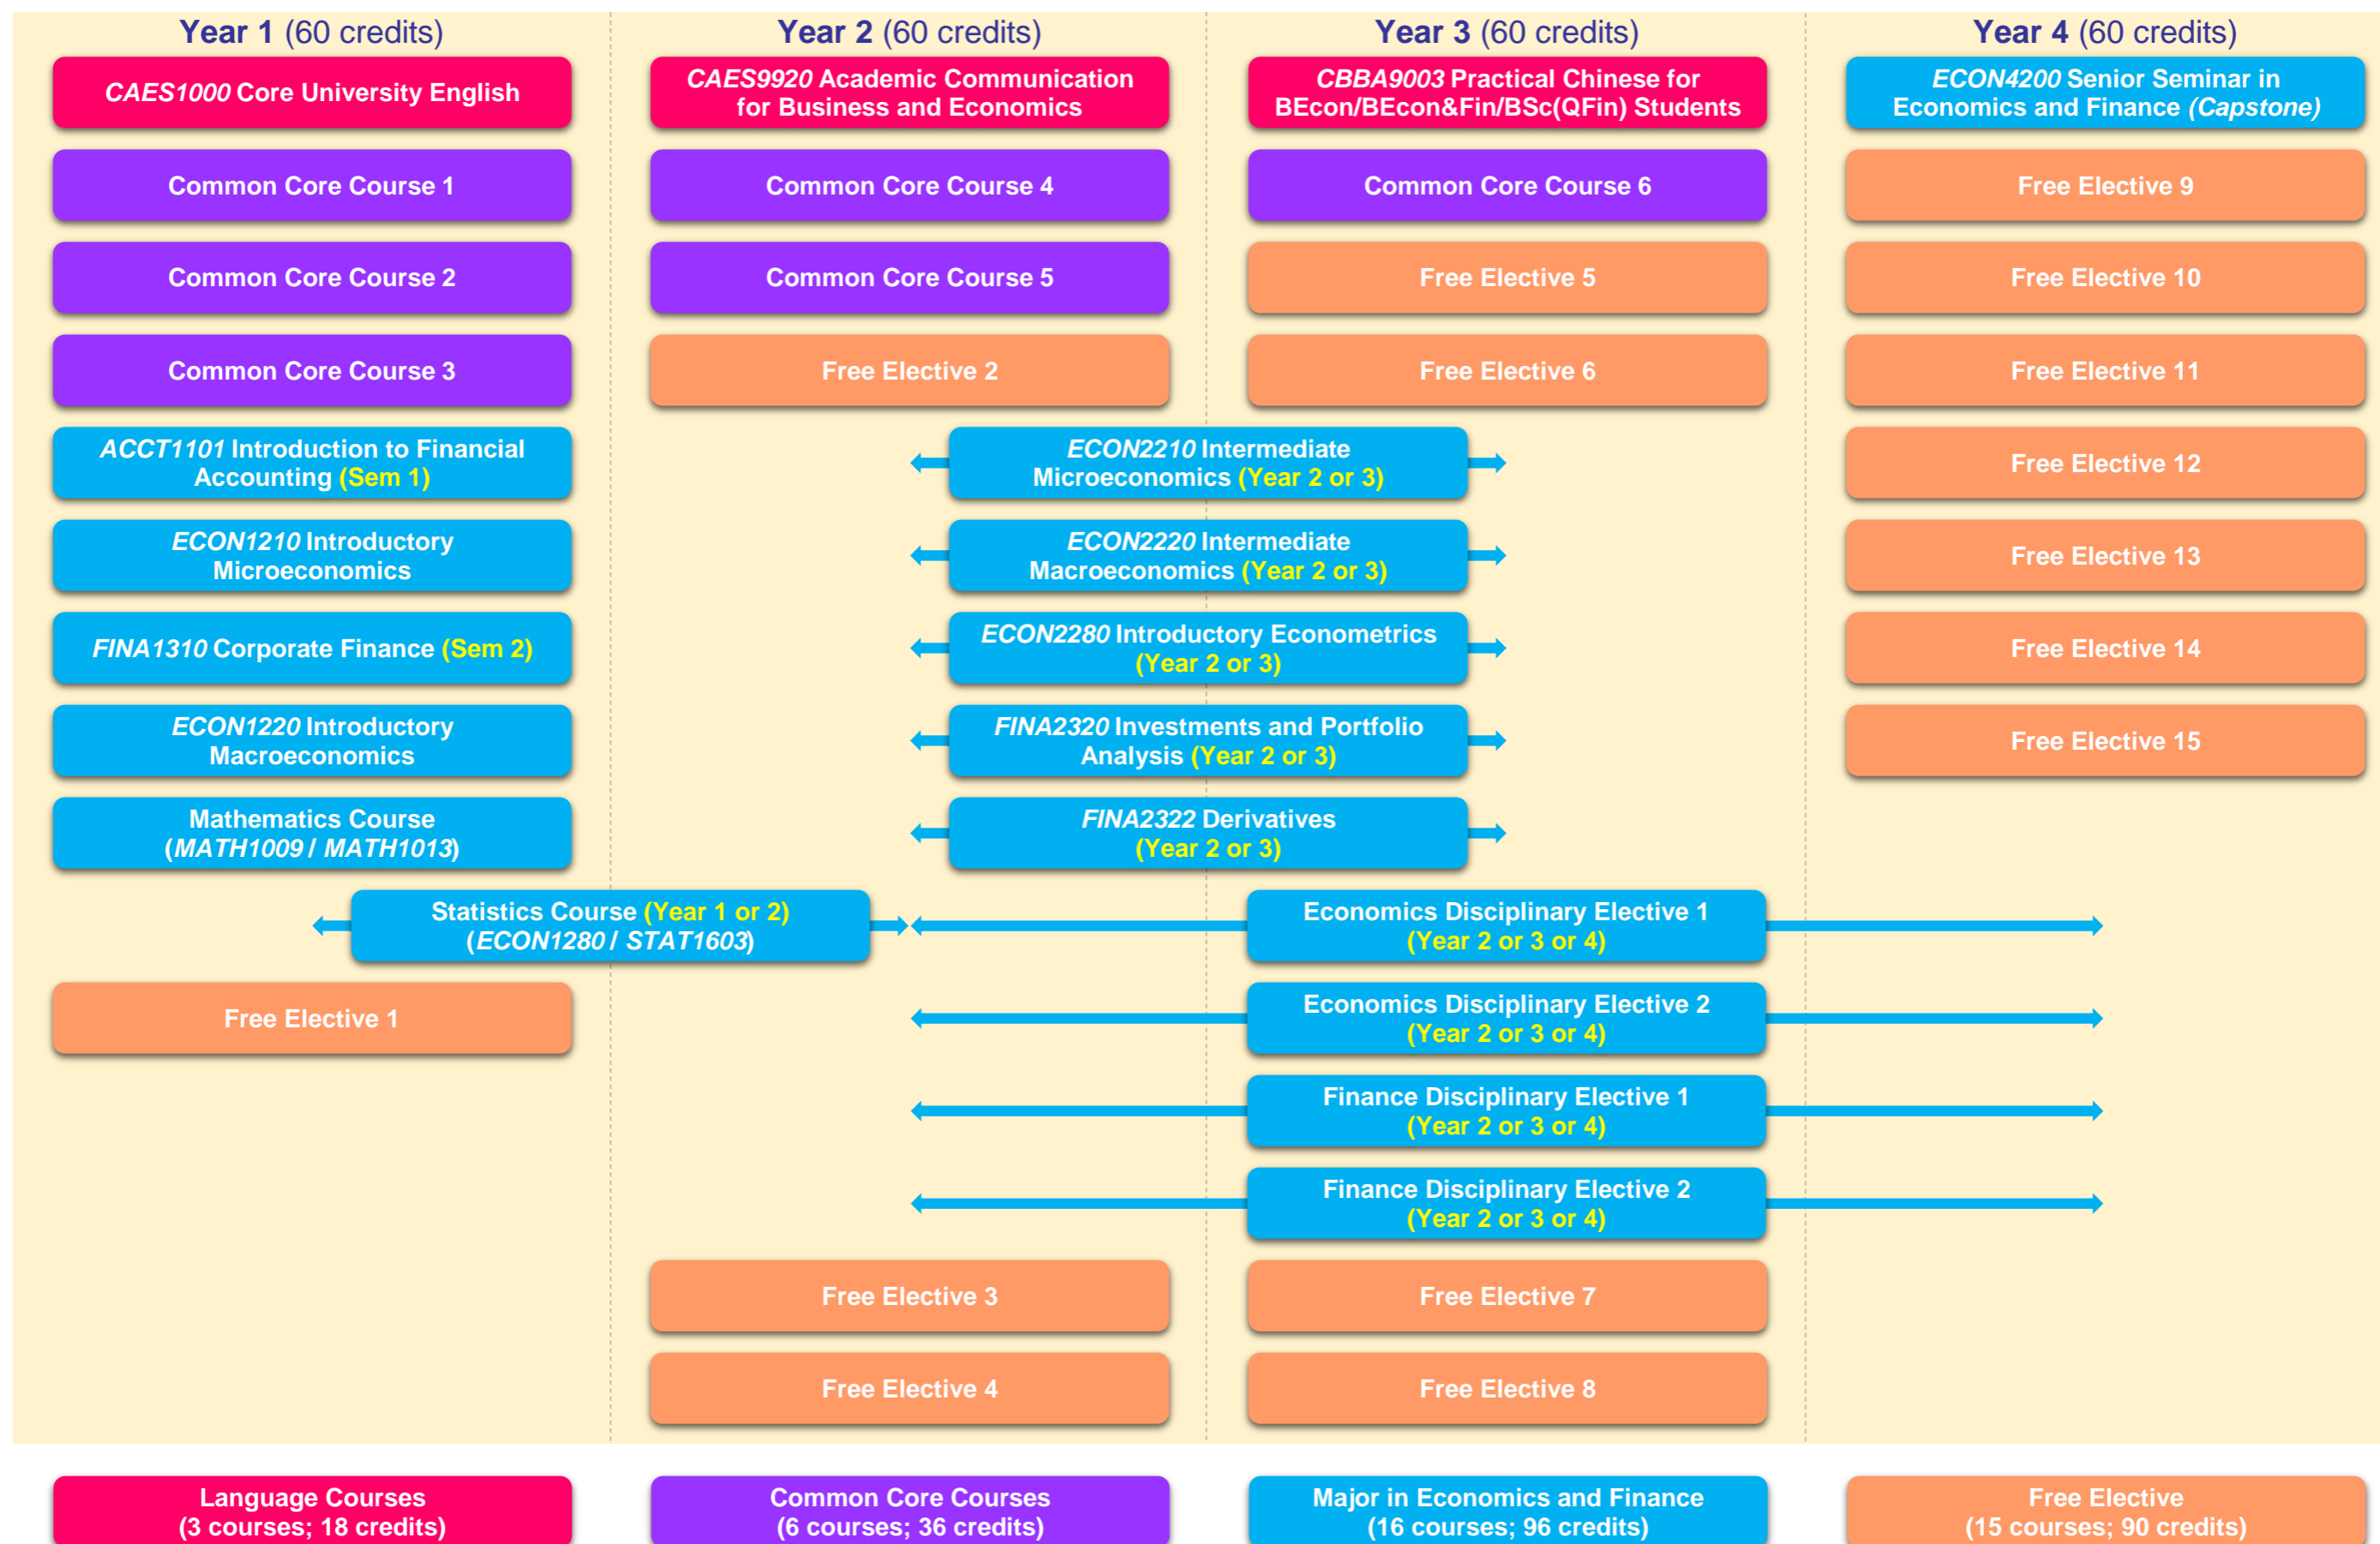 Year 1 (60 credits)
CAES1000 Core University English
Common Core Course 1
Common Core Course 2
Common Core Course 3
ACCT1101 Introduction to Financial
Accounting (Sem 1)
ECON1210 Introductory
Microeconomics
FINA1310 Corporate Finance (Sem 2)
ECON1220 Introductory
Macroeconomics
Mathematics Course
(MATH1009 / MATH1013)
Statistics Course (Year 1 or 2)
(ECON1280 / STAT1603)
Free Elective 1
Year 2 (60 credits)
CAES9920 Academic Communication
for Business and Economics
Common Core Course 4
Common Core Course 5
Free Elective 2
ECON2210 Intermediate
Microeconomics (Year 2 or 3)
ECON2220 Intermediate
Macroeconomics (Year 2 or 3)
ECON2280 Introductory Econometrics
(Year 2 or 3)
FINA2320 Investments and Portfolio
Analysis (Year 2 or 3)
FINA2322 Derivatives
(Year 2 or 3)
Free Elective 3
Free Elective 4
Year 3 (60 credits)
CBBA9003 Practical Chinese for
BEcon/BEcon&Fin/BSc(QFin) Students
Common Core Course 6
Free Elective 5
Free Elective 6
Economics Disciplinary Elective 1
(Year 2 or 3 or 4)
Economics Disciplinary Elective 2
(Year 2 or 3 or 4)
Finance Disciplinary Elective 1
(Year 2 or 3 or 4)
Finance Disciplinary Elective 2
(Year 2 or 3 or 4)
Free Elective 7
Free Elective 8
Year 4 (60 credits)
ECON4200 Senior Seminar in
Economics and Finance (Capstone)
Free Elective 9
Free Elective 10
Free Elective 11
Free Elective 12
Free Elective 13
Free Elective 14
Free Elective 15
Language Courses
(3 courses; 18 credits)
Common Core Courses
(6 courses; 36 credits)
Major in Economics and Finance
(16 courses; 96 credits)
Free Elective
(15 courses; 90 credits)